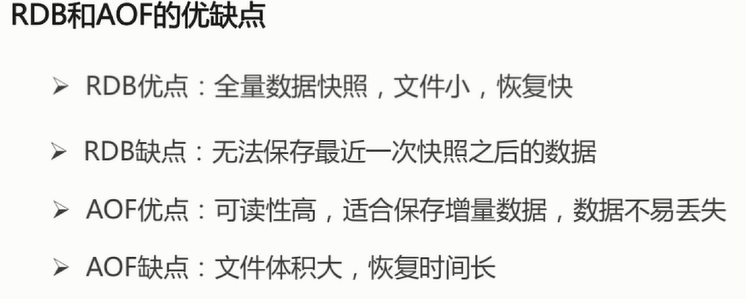 RDB和AOF的优缺点
➢ RDB优点：全量数据快照，文件小，恢复快
➢ RDB缺点：无法保存最近一次快照之后的数据
➢ AOF优点：可读性高，适合保存增量数据，数据不易丢失
➢ AOF缺点：文件体积大，恢复时间长